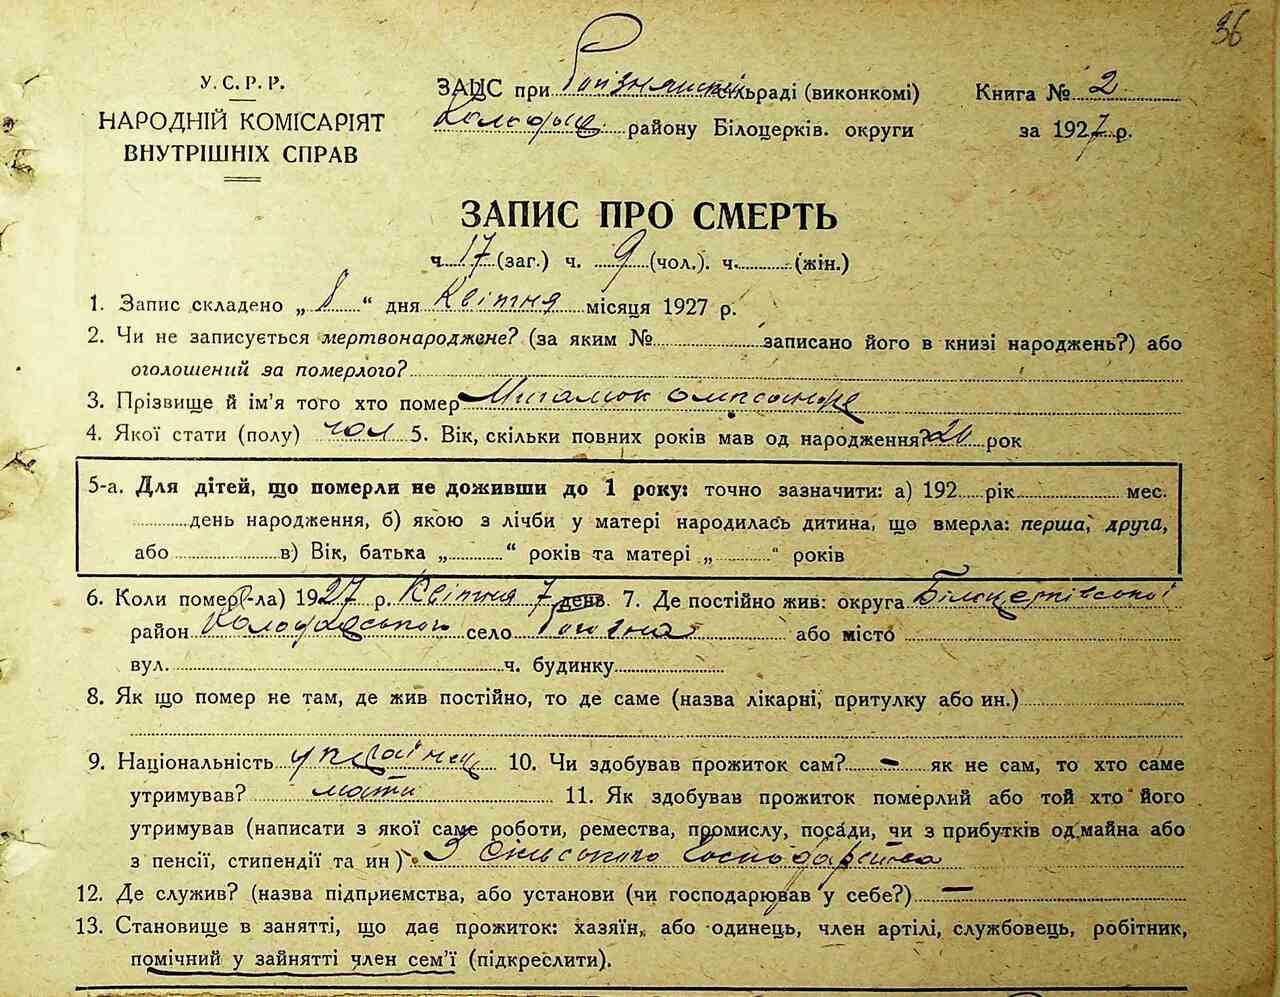 36
У.С.Р.Р.
НАРОДНІЙ КОМІСАРІЯТ
ВНУТРІШНІХ СПРАВ
ЗАПИС при сільраді (виконкомі)
району Білоцерків. округи
Книга № 2
за 1927 р.
ЗАПИС ПРО СМЕРТЬ
ч 17 (заг.) ч. 9 (чол.). ч. (жін.)
1. Запис складено „ 8 “ дня Квітня місяця 1927 р.
2. Чи не записується мертвонароджене? (за яким № записано його в книзі народжень?) або
оголошений за померлого?
3. Прізвище й ім'я того хто помер
4. Якої стати (полу) чол 5. Вік, скільки повних років мав од народження? 20 рок
5-а. Для дітей, що померли не доживши до 1 року: точно зазначити: а) 192 рік мес.
день народження, б) якою з лічби у матері народилась дитина, що вмерла: перша, друга,
або в) Вік, батька „ “ років та матері „ “ років
6. Коли помер(-ла) 1927 р. Квітня 7 день. 7. Де постійно жив: округа Білоцерківської
район село або місто
вул. ч. будинку
8. Як що помер не там, де жив постійно, то де саме (назва лікарні, притулку або ин.)
9. Національність українец 10. Чи здобував прожиток сам? – як не сам, то хто саме
утримував? мати 11. Як здобував прожиток померлий або той хто його
утримував (написати з якої саме роботи, ремества, промислу, посади, чи з прибутків од майна або
з пенсії, стипендії та ин) З сільського господарства
12. Де служив? (назва підприємства, або установи (чи господарював у себе?) –
13. Становище в занятті, що дає прожиток: хазяїн, або одинець, член артілі, службовець, робітник,
помічний у зайнятті член сем'ї (підкреслити).